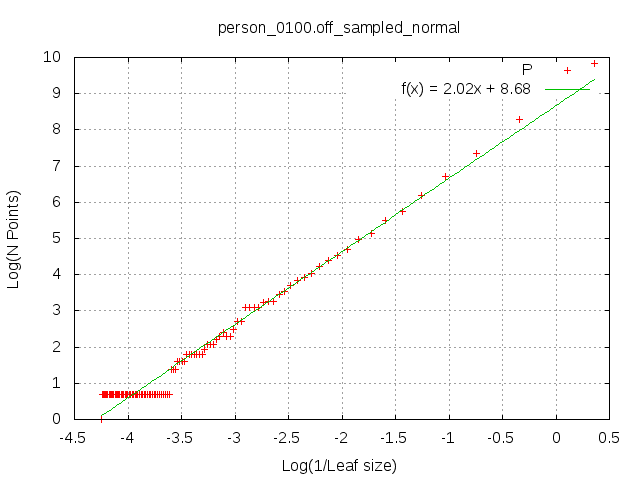 person_0100.off_sampled_normal
10
9
8
7
6
5
4
3
2
1
0
Log(N Points)
P
f(x) = 2.02x + 8.68
-4.5 -4 -3.5 -3 -2.5 -2 -1.5 -1 -0.5 0 0.5
Log(1/Leaf size)